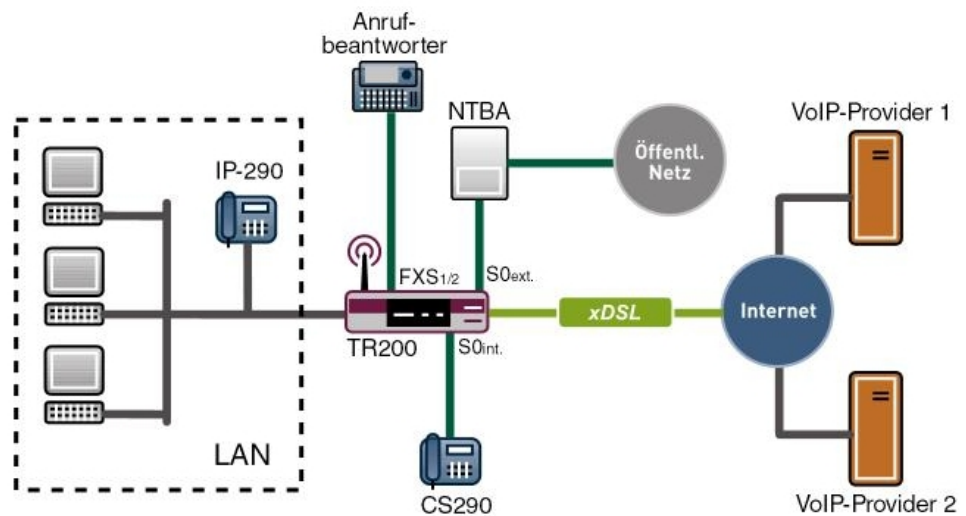 Anruf-
beantworter
NTBA
VoIP-Provider 1
IP-290
Öffentl.
Netz
FXS1/2
S0ext.
xDSL
Internet
TR200
S0int.
LAN
CS290
VoIP-Provider 2